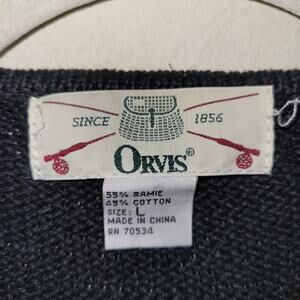 SINCE 1856
ORVIS®
55% RAMIE
45% COTTON
SIZE: L
MADE IN CHINA
RN 70534